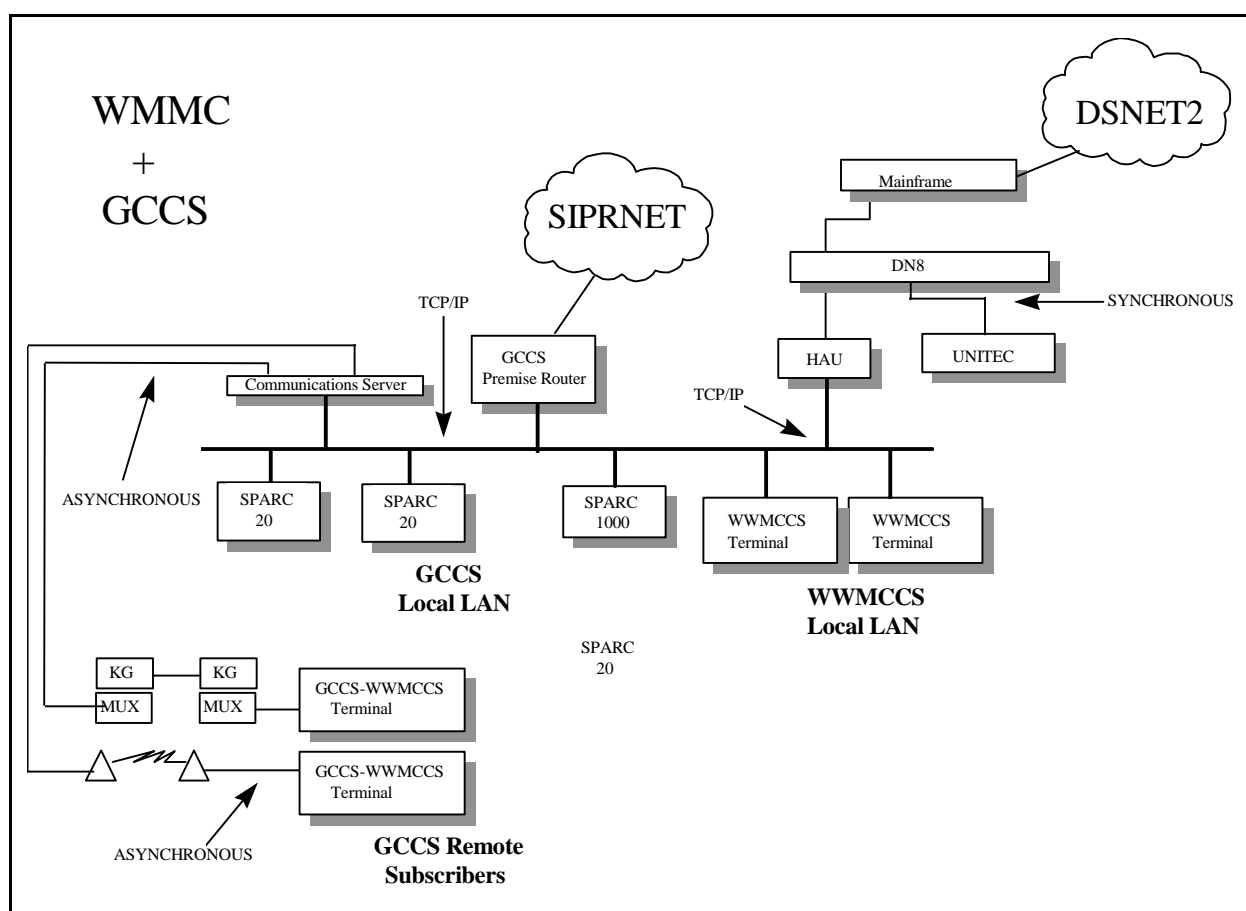 WMMC
+
GCCS
DSNET2
Mainframe
SIPRNET
DN8
TCP/IP
SYNCHRONOUS
GCCS
Premise Router
HAU
UNITEC
Communications Server
TCP/IP
ASYNCHRONOUS
SPARC
20
SPARC
20
SPARC
1000
WWMCCS
Terminal
WWMCCS
Terminal
GCCS
Local LAN
WWMCCS
Local LAN
SPARC
20
KG
KG
MUX
MUX
GCCS-WWMCCS
Terminal
GCCS-WWMCCS
Terminal
ASYNCHRONOUS
GCCS Remote
Subscribers